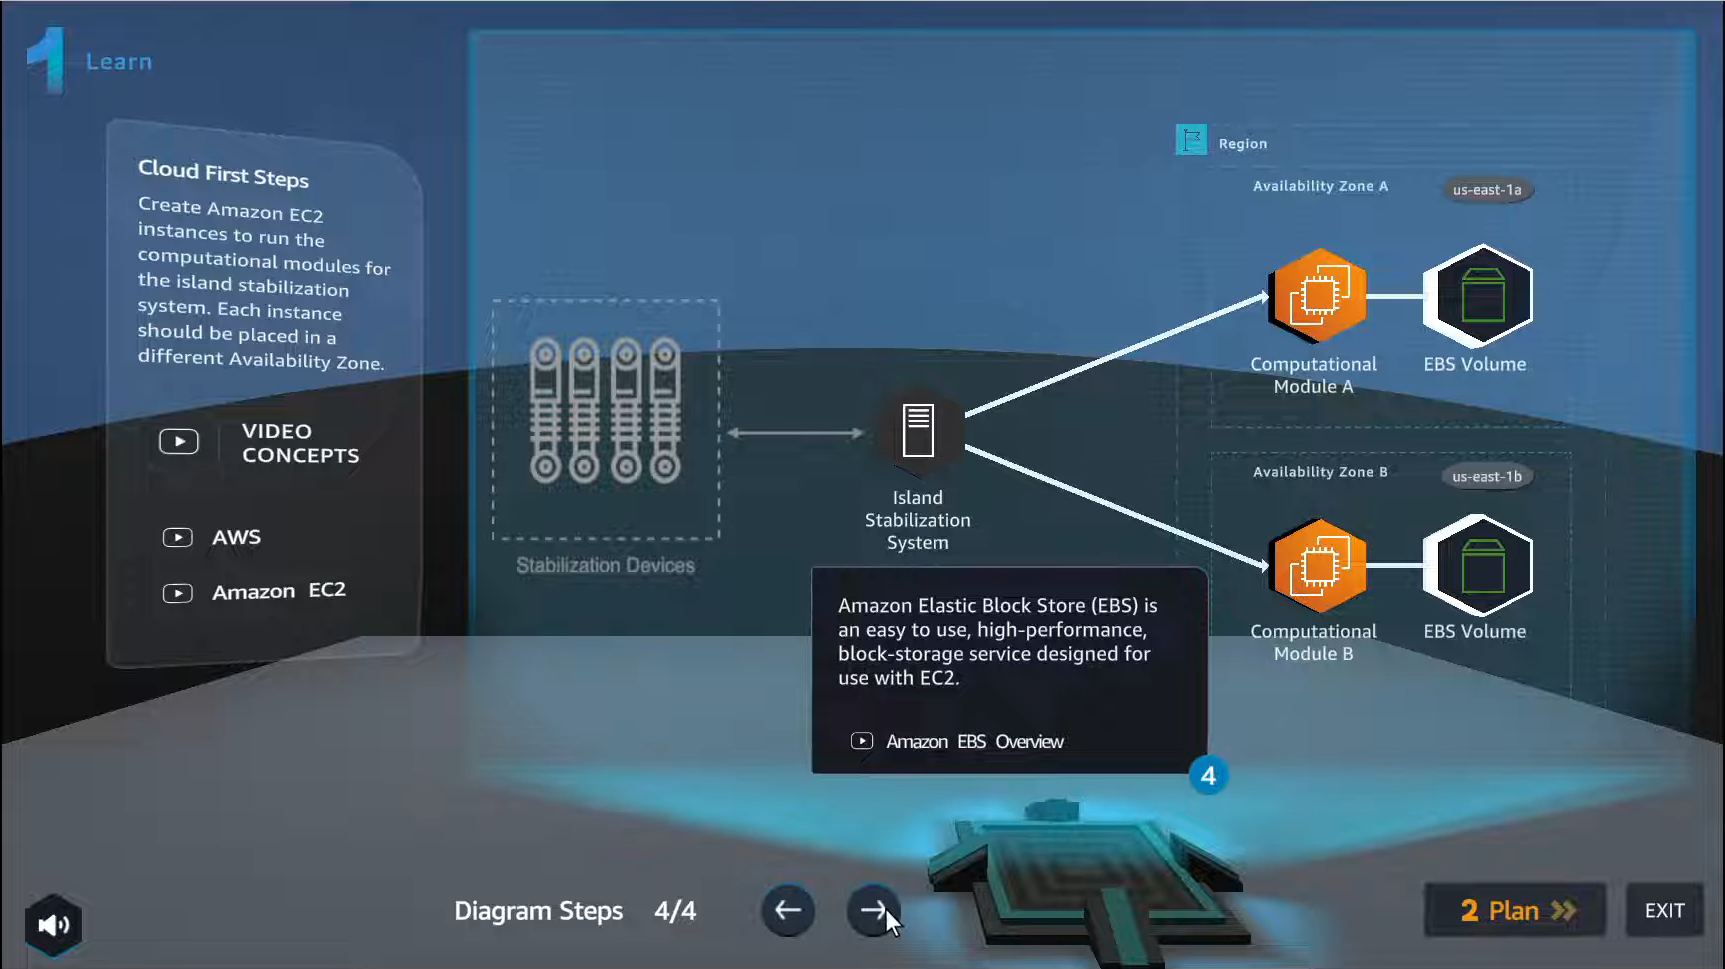 1 Learn
Cloud First Steps
Create Amazon EC2
instances to run the
computational modules for
the island stabilization
system. Each instance
should be placed in a
different Availability Zone.
VIDEO
CONCEPTS
AWS
Amazon EC2
Stabilization Devices
Island
Stabilization
System
Region
Availability Zone A
us-east-1a
Computational
Module A
EBS Volume
Availability Zone B
us-east-1b
Computational
Module B
EBS Volume
Amazon Elastic Block Store (EBS) is
an easy to use, high-performance,
block-storage service designed for
use with EC2.
Amazon EBS Overview
4
Diagram Steps 4/4
2 Plan
EXIT